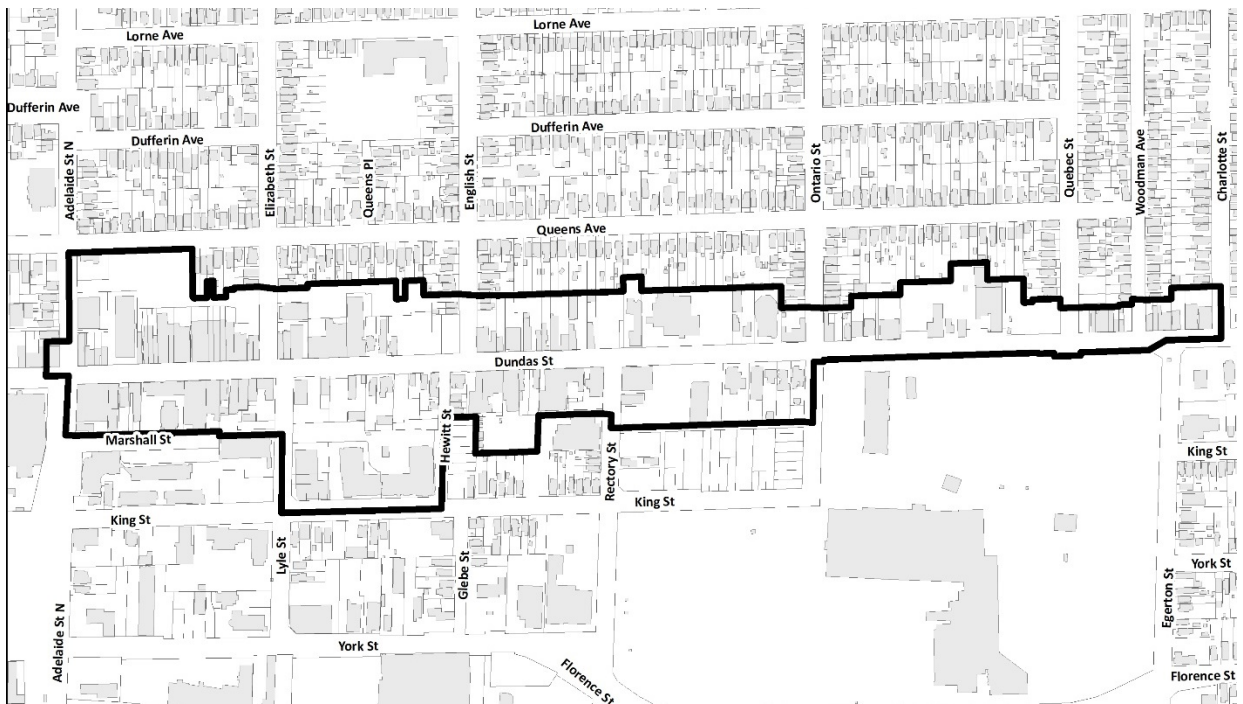 Lorne Ave
Lorne Ave
Dufferin Ave
Dufferin Ave
Dufferin Ave
Adelaide St N
Elizabeth St
Queens Pl
English St
Ontario St
Quebec St
Woodman Ave
Charlotte St
Queens Ave
Dundas St
Marshall St
Hewitt St
Rectory St
King St
King St
King St
Lyle St
Glebe St
Adelaide St N
York St
York St
Egerton St
Florence St
Florence St